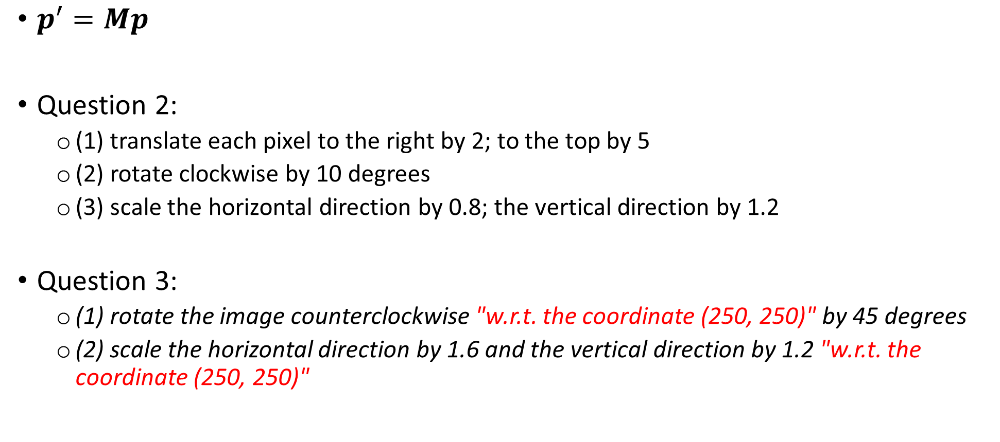 • p′ = Mp
• Question 2:
o (1) translate each pixel to the right by 2; to the top by 5
o (2) rotate clockwise by 10 degrees
o (3) scale the horizontal direction by 0.8; the vertical direction by 1.2
• Question 3:
o (1) rotate the image counterclockwise "w.r.t. the coordinate (250, 250)" by 45 degrees
o (2) scale the horizontal direction by 1.6 and the vertical direction by 1.2 "w.r.t. the
coordinate (250, 250)"